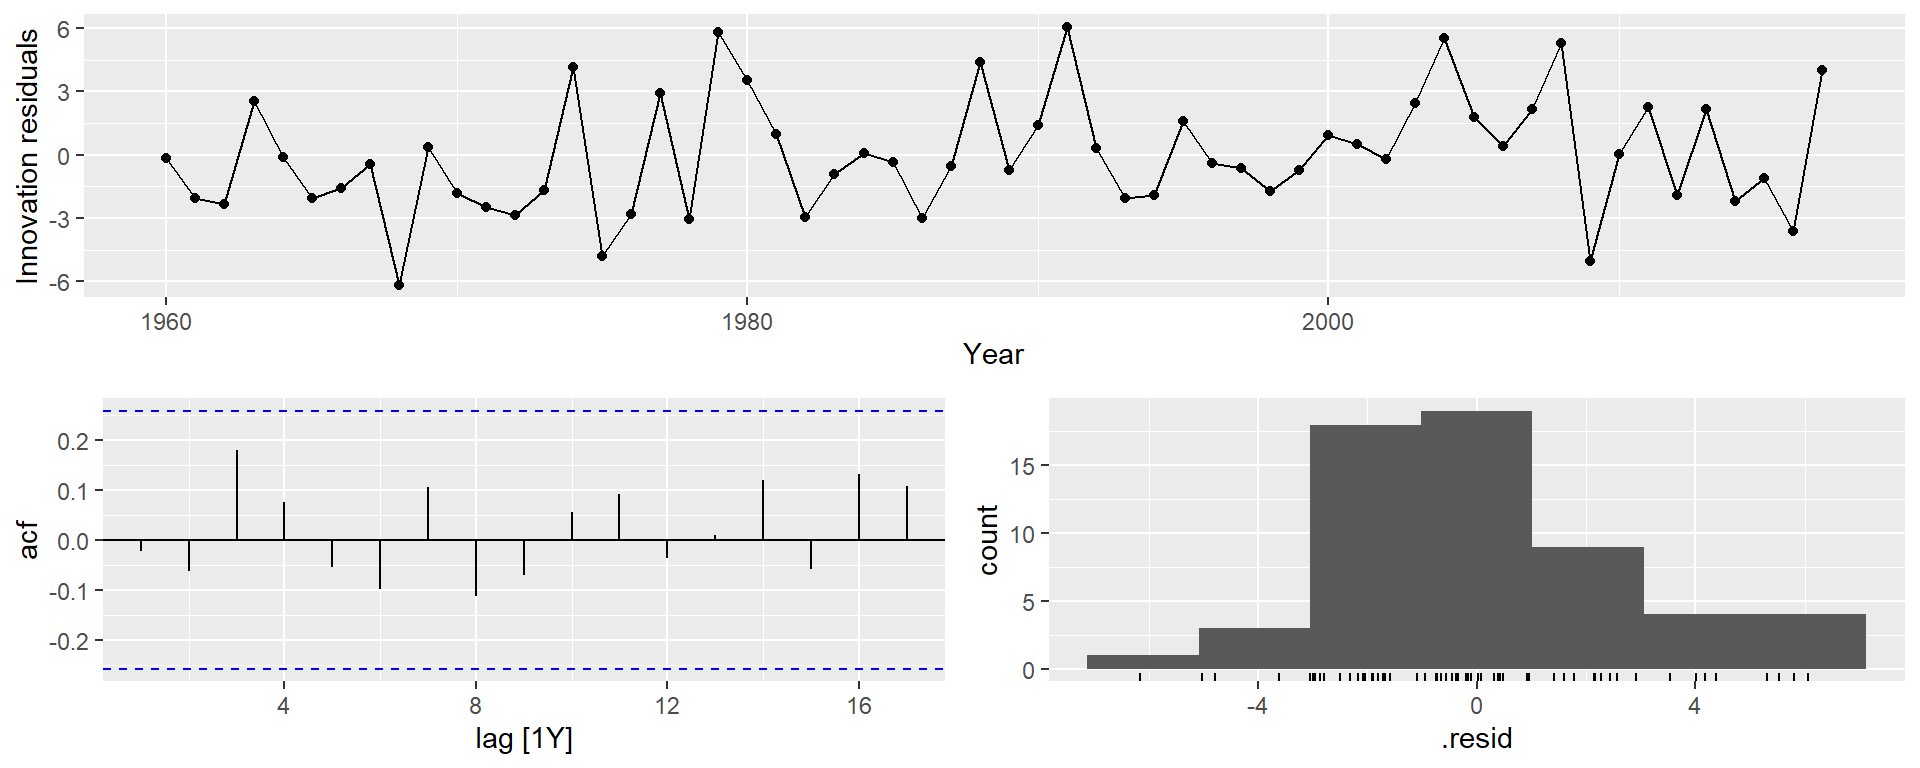 Innovation residuals
6
3
0
-3
-6
1960 1980 2000
Year
acf
0.2
0.1
0.0
-0.1
-0.2
4 8 12 16
lag [1Y]
count
15
10
5
0
-4 0 4
.resid